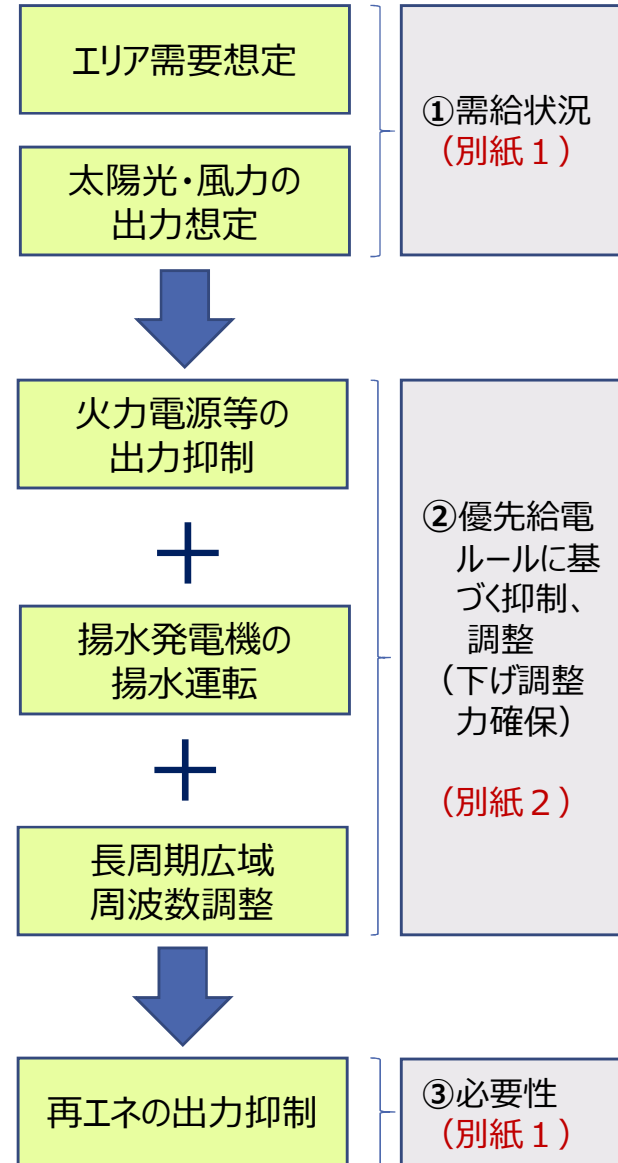 エリア需要想定
太陽光・風力の
出力想定
①需給状況
（別紙１）
火力電源等の
出力抑制
＋
揚水発電機の
揚水運転
＋
長周期広域
周波数調整
②優先給電
ルールに基
づく抑制、
調整
（下げ調整
力確保）
（別紙２）
再エネの出力抑制
③必要性
（別紙１）